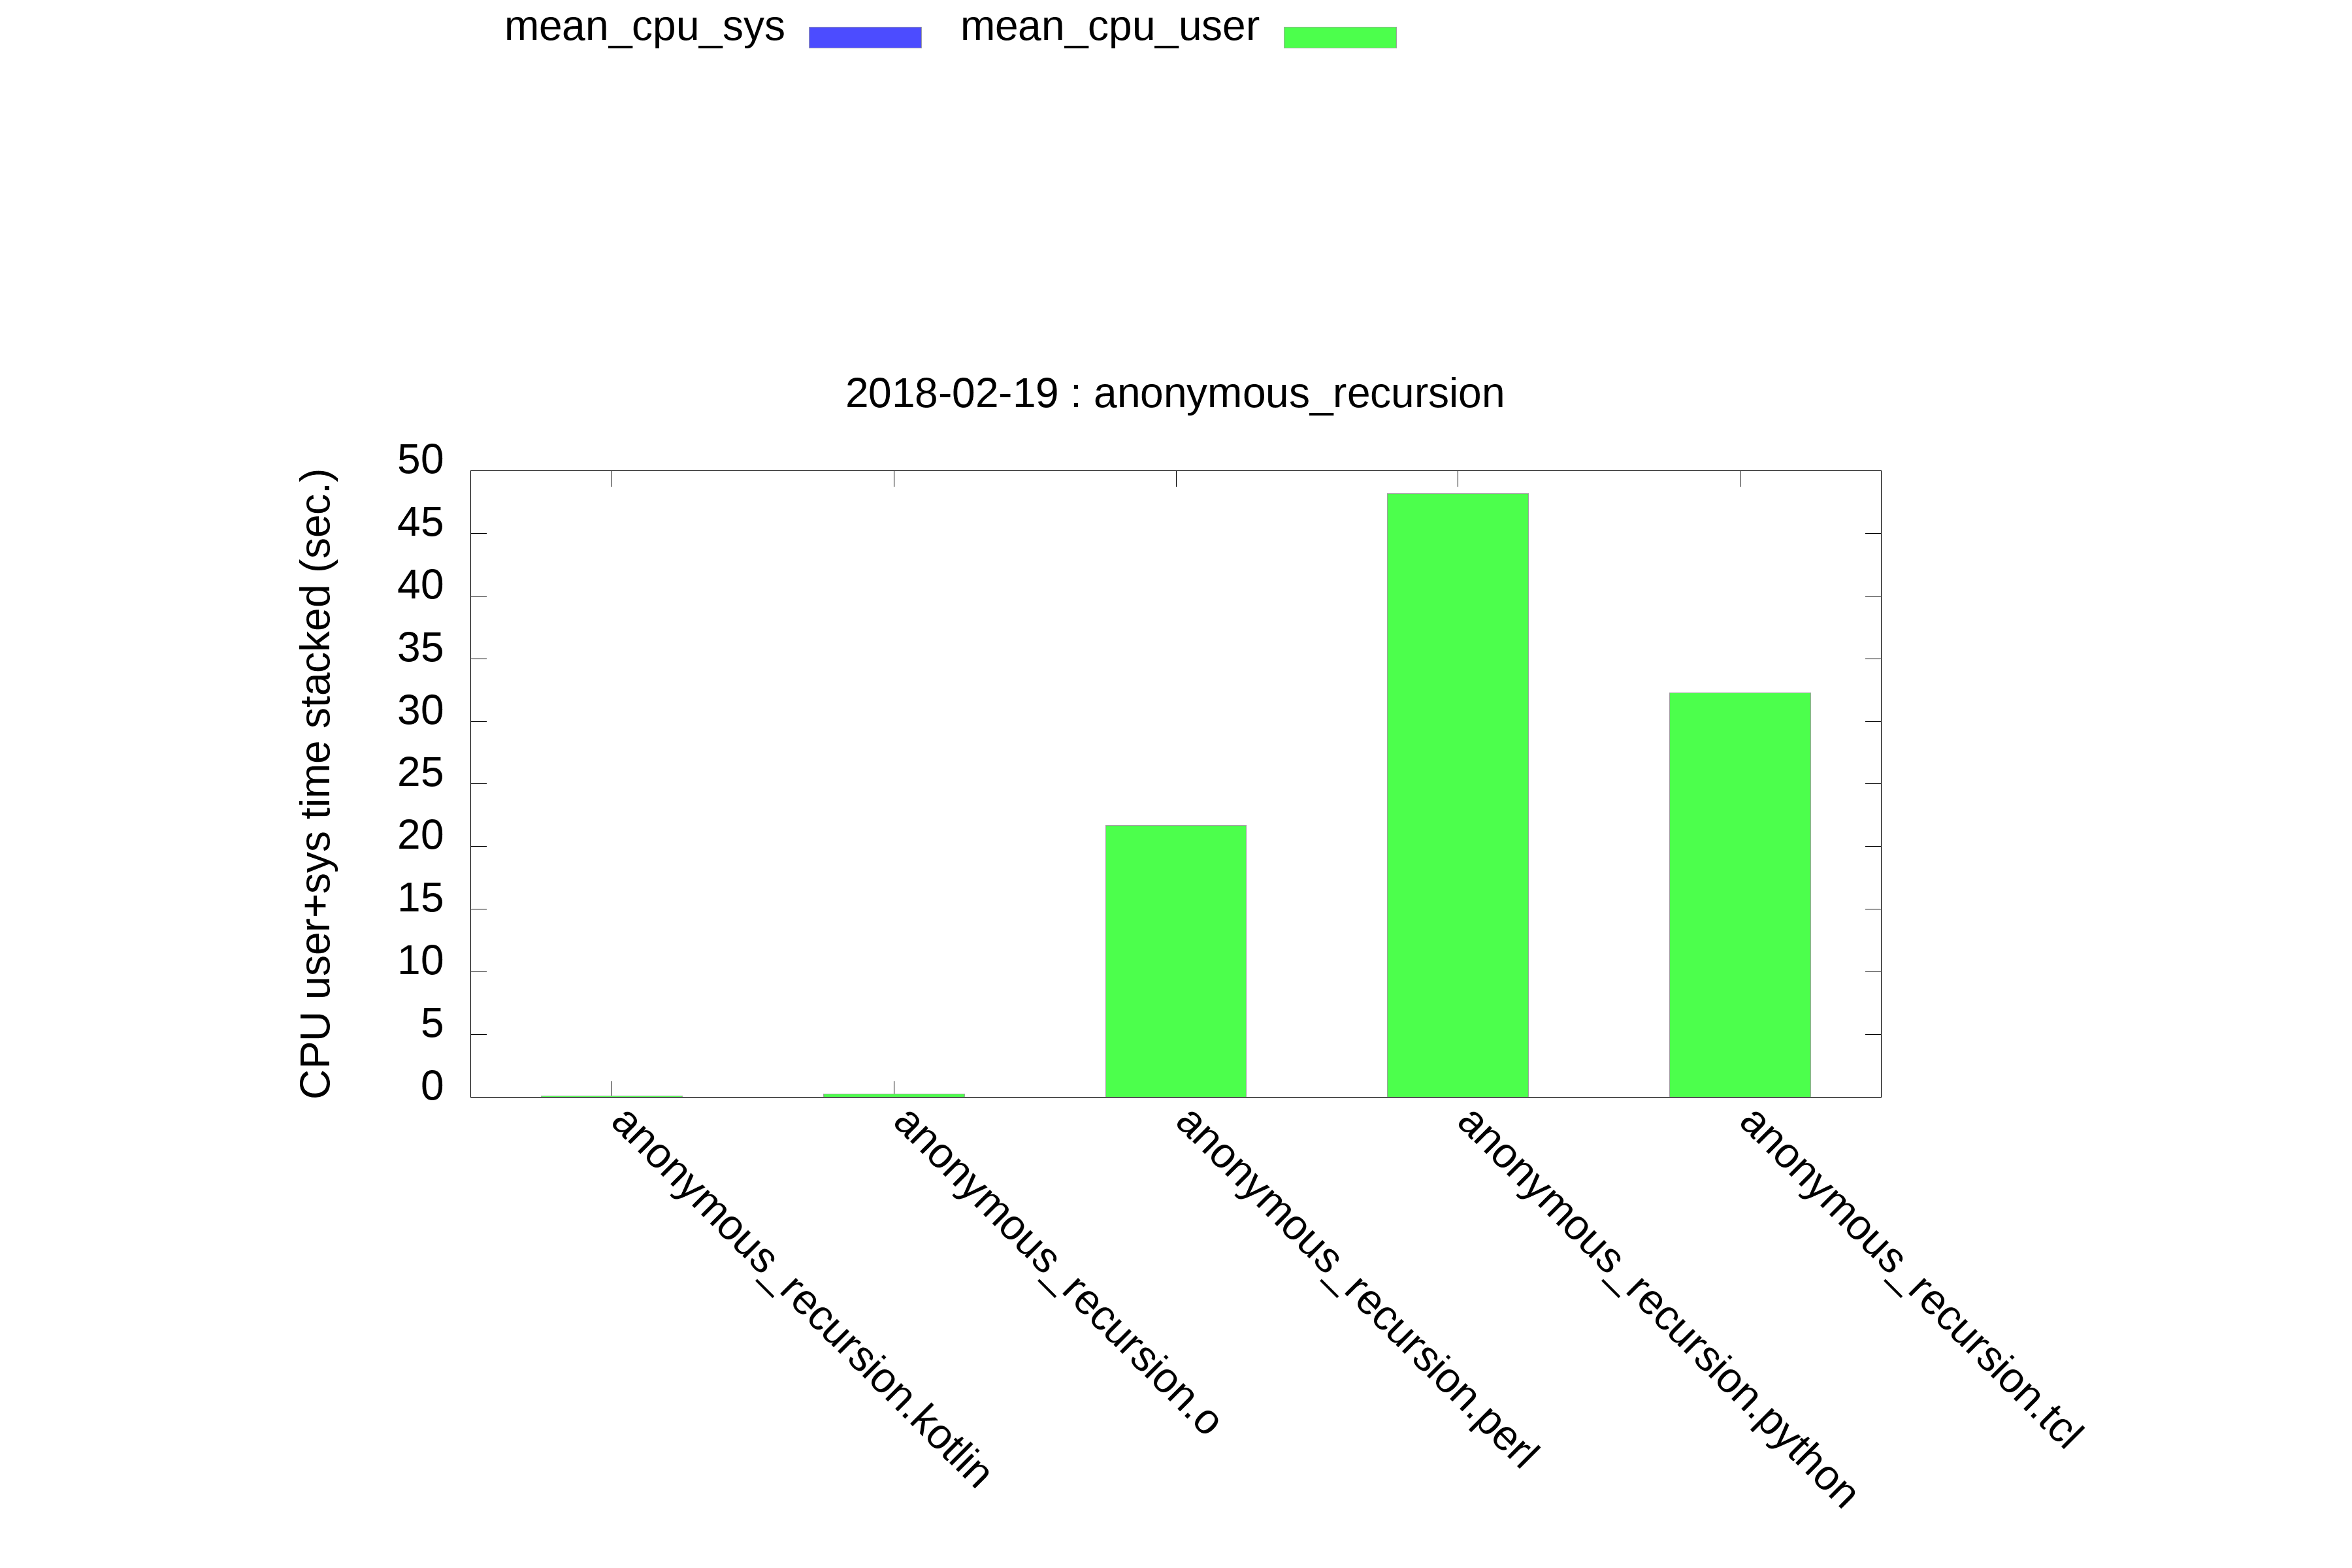 mean_cpu_sys mean_cpu_user
2018-02-19 : anonymous_recursion
CPU user+sys time stacked (sec.)
50
45
40
35
30
25
20
15
10
5
0
anonymous_recursion.kotlin
anonymous_recursion.o
anonymous_recursion.perl
anonymous_recursion.python
anonymous_recursion.tcl